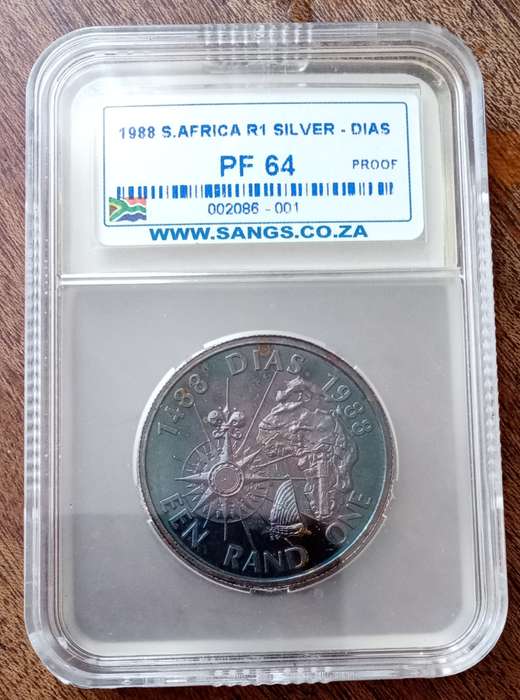 1988 S.AFRICA R1 SILVER - DIAS
PF 64 PROOF
002086 - 001
WWW.SANGS.CO.ZA
1488 DIAS 1988
EEN RAND ONE